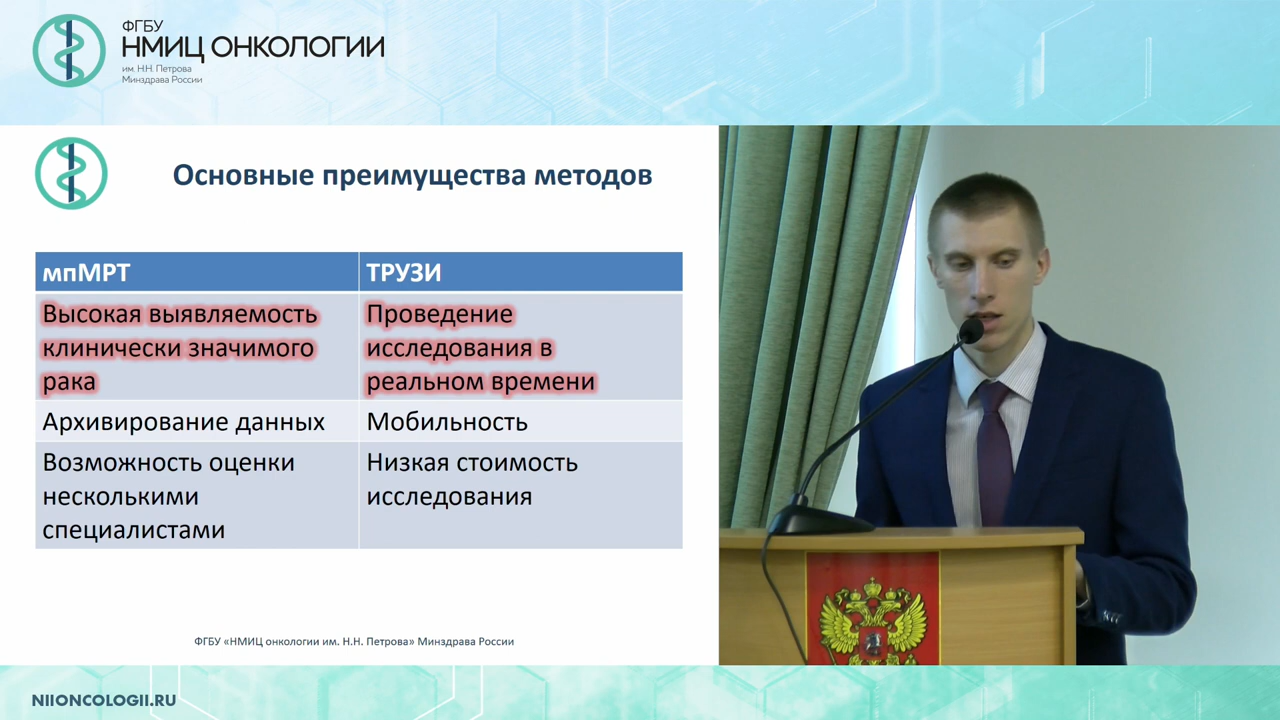 ФГБУ
НМИЦ ОНКОЛОГИИ
им. Н.Н. Петрова
Минздрава России
Основные преимущества методов
мпМРТ
ТРУЗИ
Высокая выявляемость
клинически значимого
рака
Проведение
исследования в
реальном времени
Архивирование данных
Мобильность
Возможность оценки
несколькими
специалистами
Низкая стоимость
исследования
ФГБУ «НМИЦ онкологии им. Н.Н. Петрова» Минздрава России
NIIONCOLOGII.RU